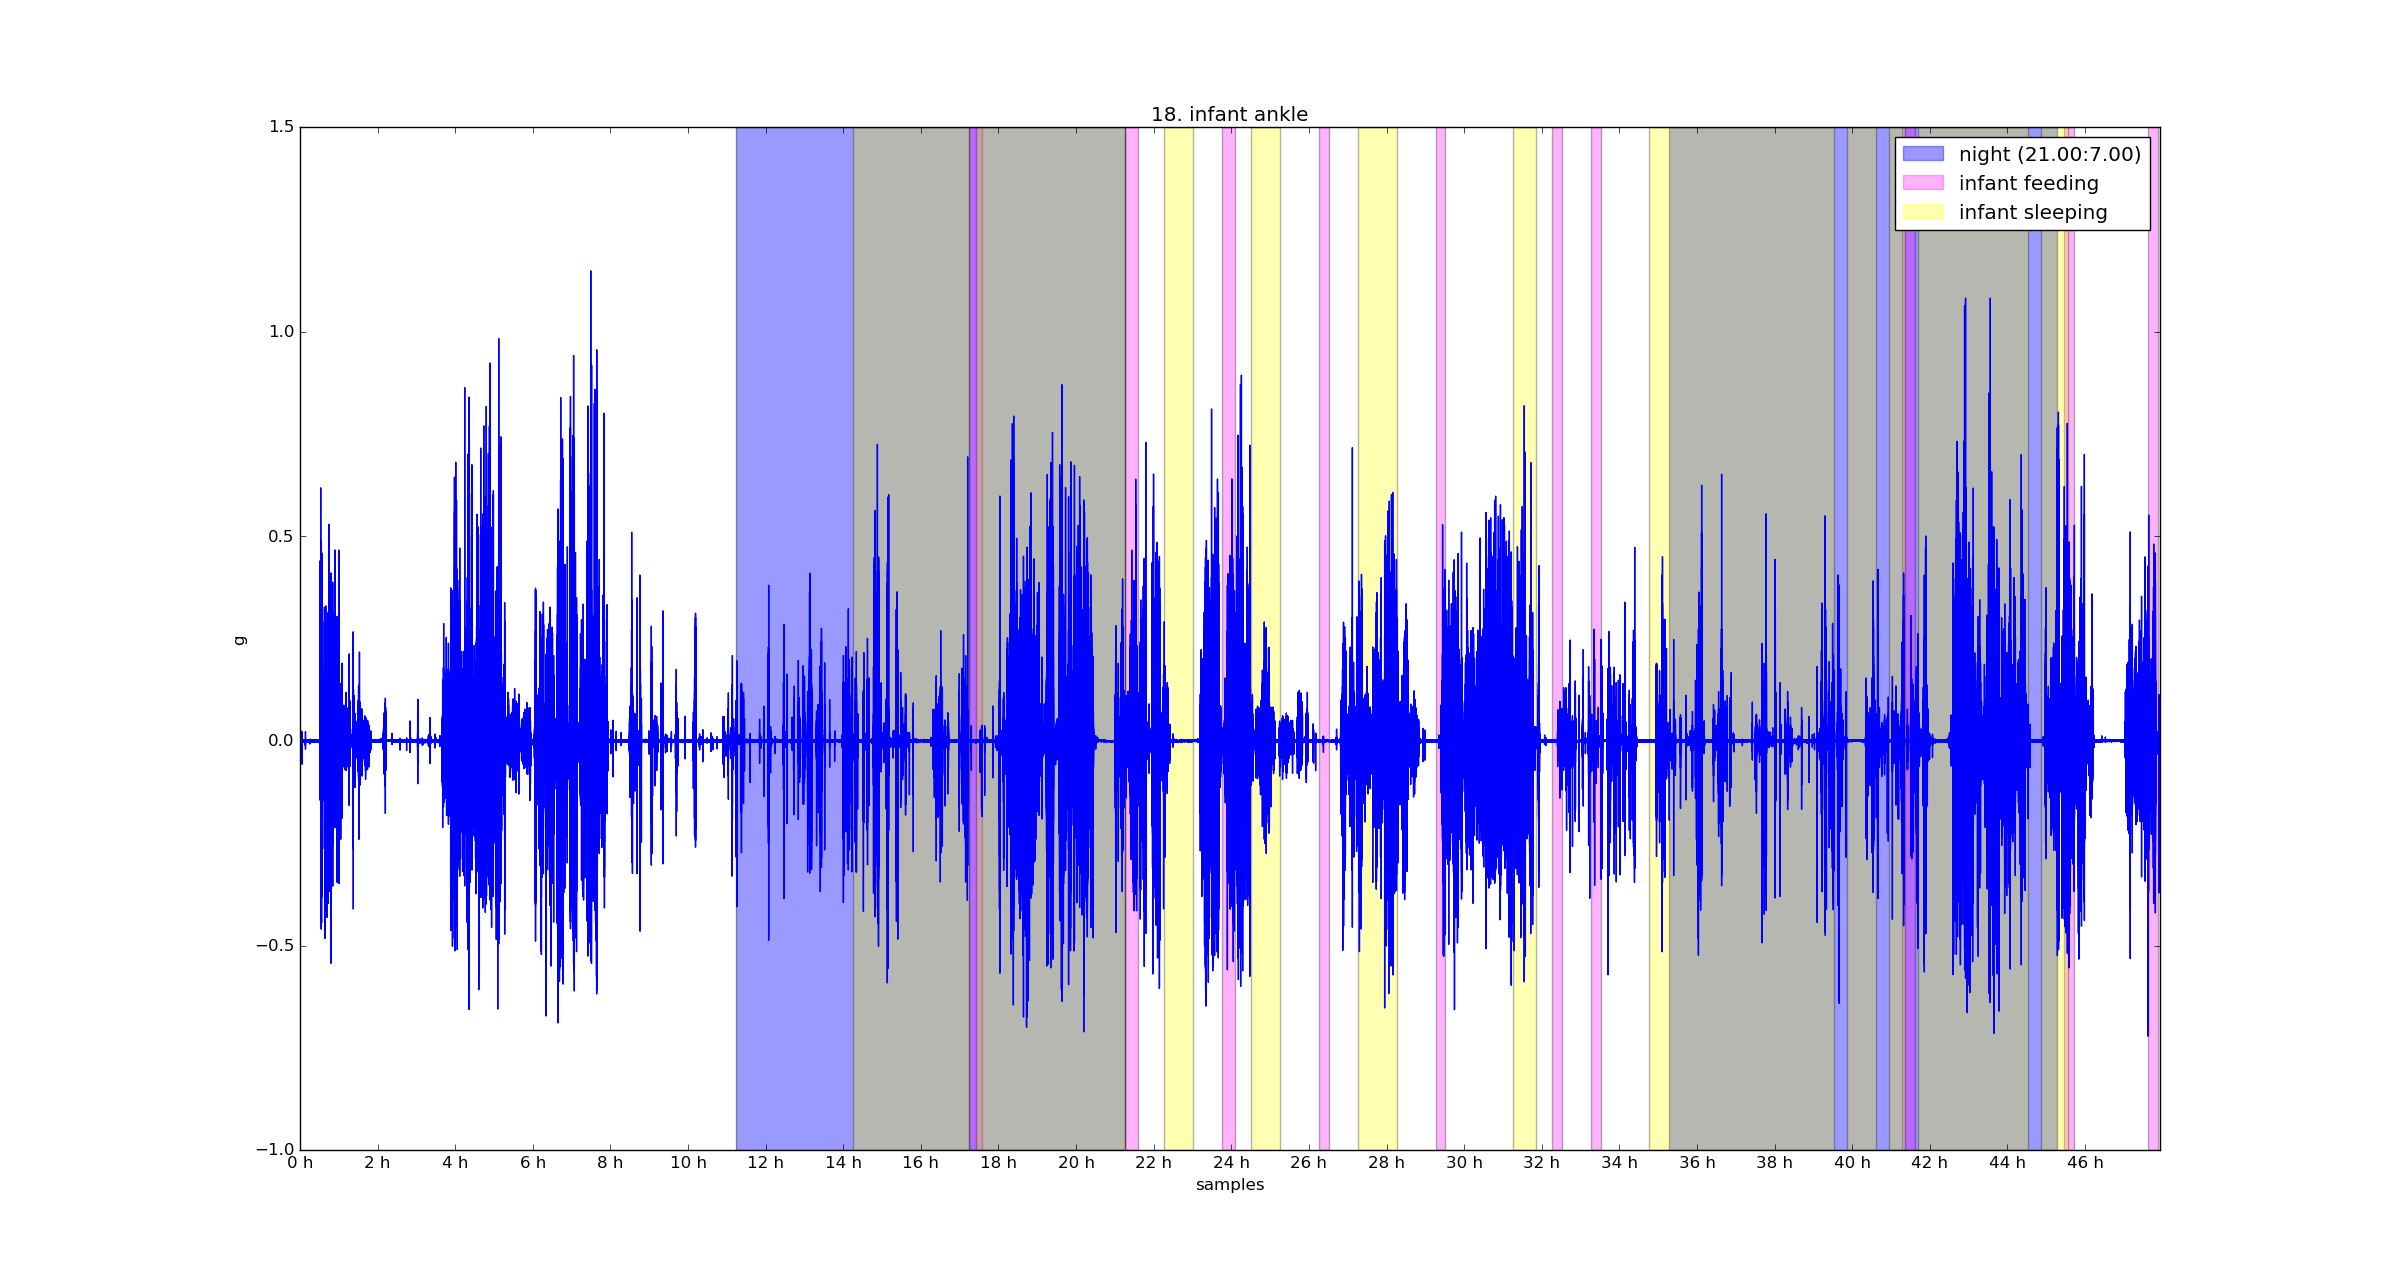 18. infant ankle
1.5
night (21.00:7.00)
infant feeding
infant sleeping
1.0
0.5
g
0.0
−0.5
−1.0
0 h 2 h 4 h 6 h 8 h 10 h 12 h 14 h 16 h 18 h 20 h 22 h 24 h 26 h 28 h 30 h 32 h 34 h 36 h 38 h 40 h 42 h 44 h 46 h
samples